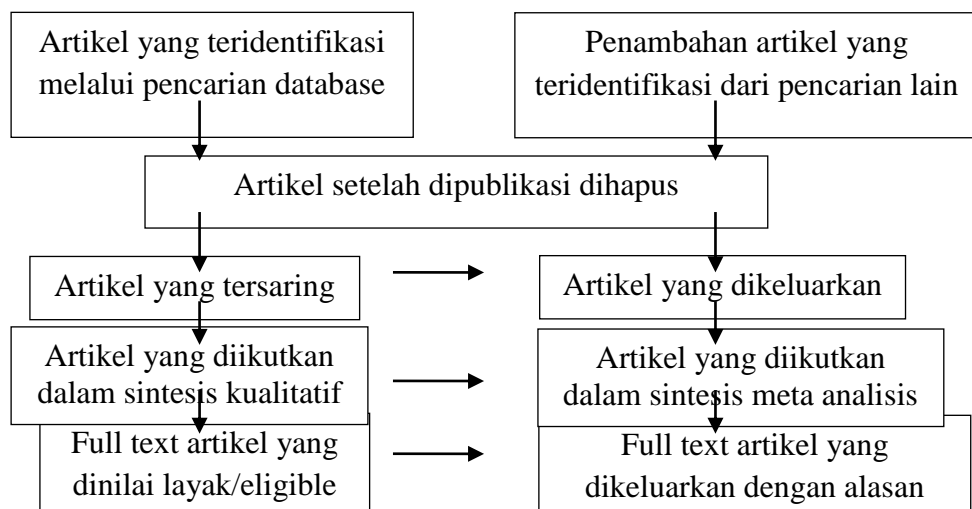 Artikel yang teridentifikasi
melalui pencarian database
Penambahan artikel yang
teridentifikasi dari pencarian lain
Artikel setelah dipublikasi dihapus
Artikel yang tersaring
Artikel yang dikeluarkan
Artikel yang diikutkan
dalam sintesis kualitatif
Artikel yang diikutkan
dalam sintesis meta analisis
Full text artikel yang
dinilai layak/eligible
Full text artikel yang
dikeluarkan dengan alasan